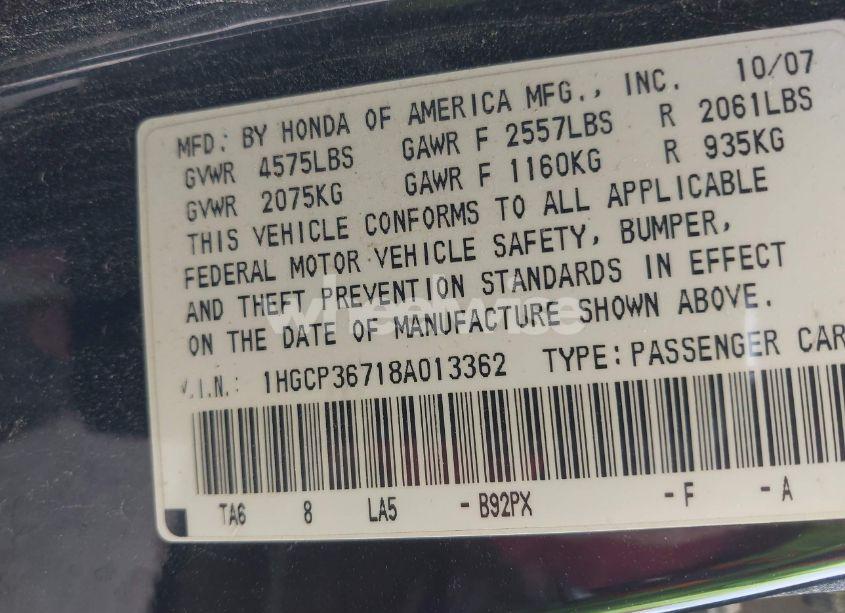 MFD: BY HONDA OF AMERICA MFG., INC. 10/07
GVWR 4575LBS GAWR F 2557LBS R 2061LBS
GVWR 2075KG GAWR F 1160KG R 935KG
THIS VEHICLE CONFORMS TO ALL APPLICABLE
FEDERAL MOTOR VEHICLE SAFETY, BUMPER,
AND THEFT PREVENTION STANDARDS IN EFFECT
ON THE DATE OF MANUFACTURE SHOWN ABOVE.
V.I.N.: 1HGCP36718A013362 TYPE:PASSENGER CAR
TA6 8 LA5 -B92PX -F -A
wheelwise